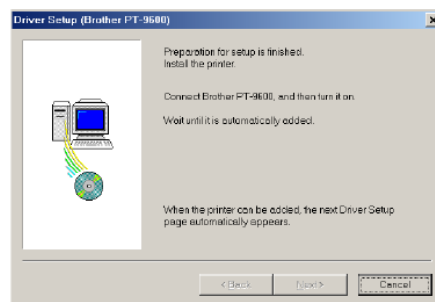 Driver Setup (Brother PT-9600)
Preparation for setup is finished.
Install the printer.
Connect Brother PT-9600, and then turn it on.
Wait until it is automatically added.
When the printer can be added, the next Driver Setup
page automatically appears.
< Back
Next >
Cancel